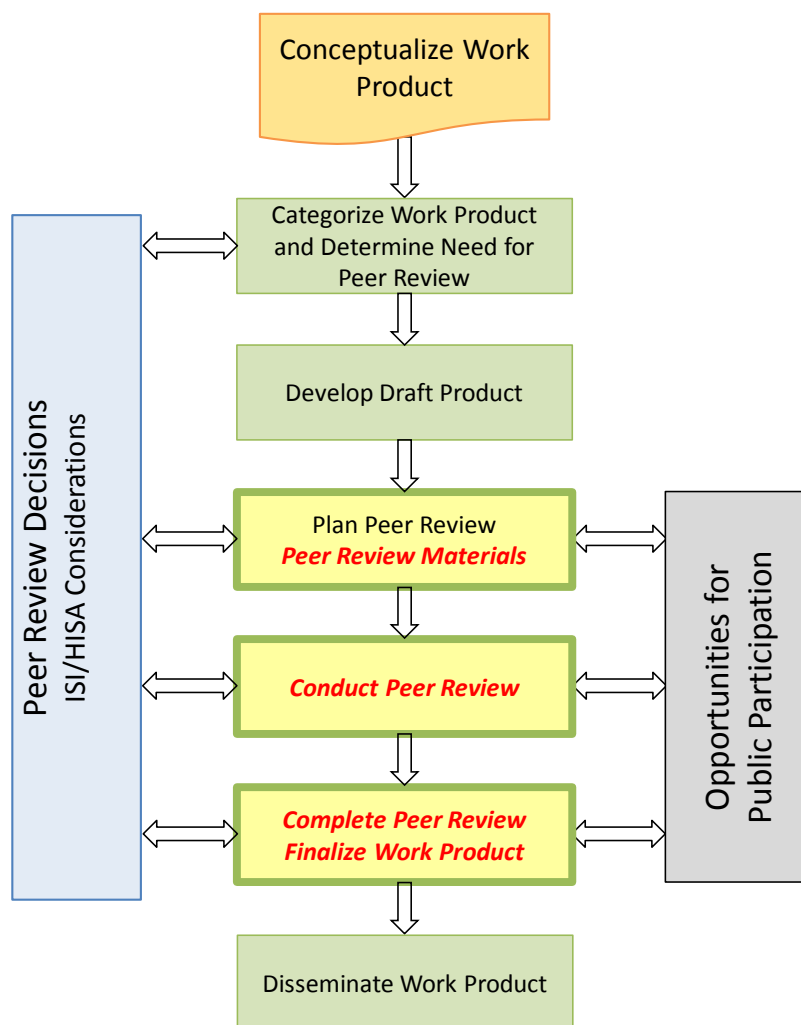 Conceptualize Work
Product
Categorize Work Product
and Determine Need for
Peer Review
Develop Draft Product
Plan Peer Review
Peer Review Materials
Conduct Peer Review
Complete Peer Review
Finalize Work Product
Disseminate Work Product
Peer Review Decisions
ISI/HISA Considerations
Opportunities for
Public Participation